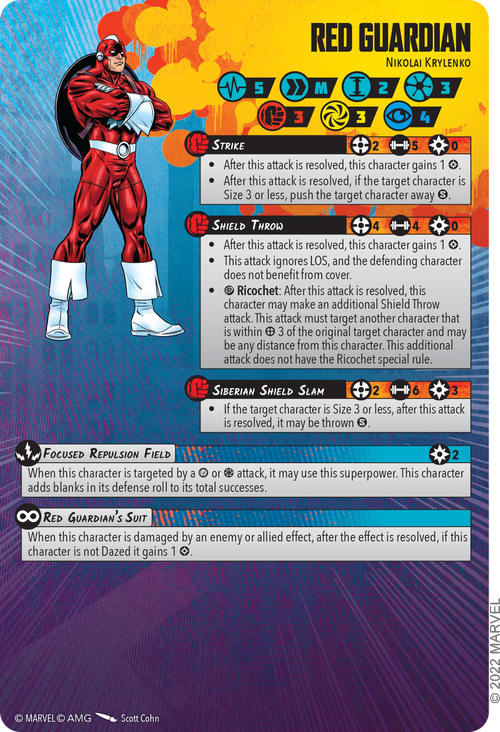 RED GUARDIAN
NIKOLAI KRYLENKO
5 M 2 3
3 3 4
STRIKE 2 5 0
• After this attack is resolved, this character gains 1 .
• After this attack is resolved, if the target character is
Size 3 or less, push the target character away S.
SHIELD THROW 4 4 0
• After this attack is resolved, this character gains 1 .
• This attack ignores LOS, and the defending character
does not benefit from cover.
• Ricochet: After this attack is resolved, this
character may make an additional Shield Throw
attack. This attack must target another character that
is within 3 of the original target character and may
be any distance from this character. This additional
attack does not have the Ricochet special rule.
SIBERIAN SHIELD SLAM 2 6 3
• If the target character is Size 3 or less, after this attack
is resolved, it may be thrown S.
FOCUSED REPULSION FIELD 2
When this character is targeted by a or attack, it may use this superpower. This character
adds blanks in its defense roll to its total successes.
RED GUARDIAN'S SUIT
When this character is damaged by an enemy or allied effect, after the effect is resolved, if this
character is not Dazed it gains 1 .
© MARVEL © AMG Scott Cohn
© 2022 MARVEL